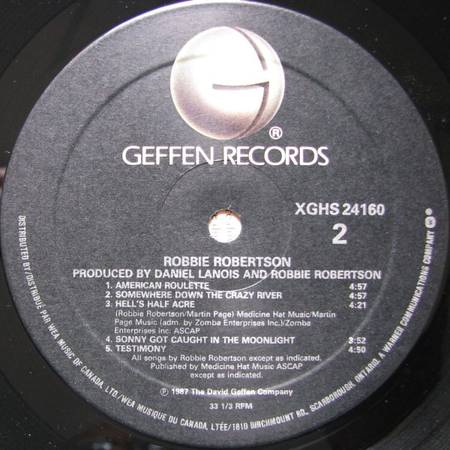 ®
GEFFEN RECORDS
XGHS 24160
2
ROBBIE ROBERTSON
PRODUCED BY DANIEL LANOIS AND ROBBIE ROBERTSON
1. AMERICAN ROULETTE 4:57
2. SOMEWHERE DOWN THE CRAZY RIVER 4:57
3. HELL'S HALF ACRE 4:21
(Robbie Robertson/Martin Page) Medicine Hat Music/Martin
Page Music (adm. by Zomba Enterprises Inc.)/Zomba
Enterprises Inc. ASCAP
4. SONNY GOT CAUGHT IN THE MOONLIGHT 3:52
5. TESTIMONY 4:50
All songs by Robbie Robertson except as indicated.
Published by Medicine Hat Music ASCAP
except as indicated.
℗ 1987 The David Geffen Company
33 1/3 RPM
DISTRIBUTED BY/DISTRIBUÉ PAR WEA MUSIC OF CANADA, LTD/WEA MUSIQUE DU CANADA, LTÉE/1810 BIRCHMOUNT RD., SCARBOROUGH ONTARIO, A WARNER COMMUNICATIONS COMPANY